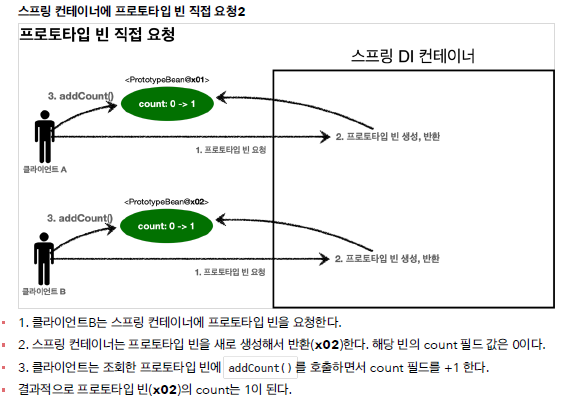 스프링 컨테이너에 프로토타입 빈 직접 요청2
프로토타입 빈 직접 요청
스프링 DI 컨테이너
<PrototypeBean@x01>
3. addCount()
count: 0 -> 1
2. 프로토타입 빈 생성, 반환
1. 프로토타입 빈 요청
클라이언트 A
<PrototypeBean@x02>
3. addCount()
count: 0 -> 1
2. 프로토타입 빈 생성, 반환
1. 프로토타입 빈 요청
클라이언트 B
1. 클라이언트B는 스프링 컨테이너에 프로토타입 빈을 요청한다.
2. 스프링 컨테이너는 프로토타입 빈을 새로 생성해서 반환(x02)한다. 해당 빈의 count 필드 값은 0이다.
3. 클라이언트는 조회한 프로토타입 빈에 addCount() 를 호출하면서 count 필드를 +1 한다.
결과적으로 프로토타입 빈(x02)의 count는 1이 된다.